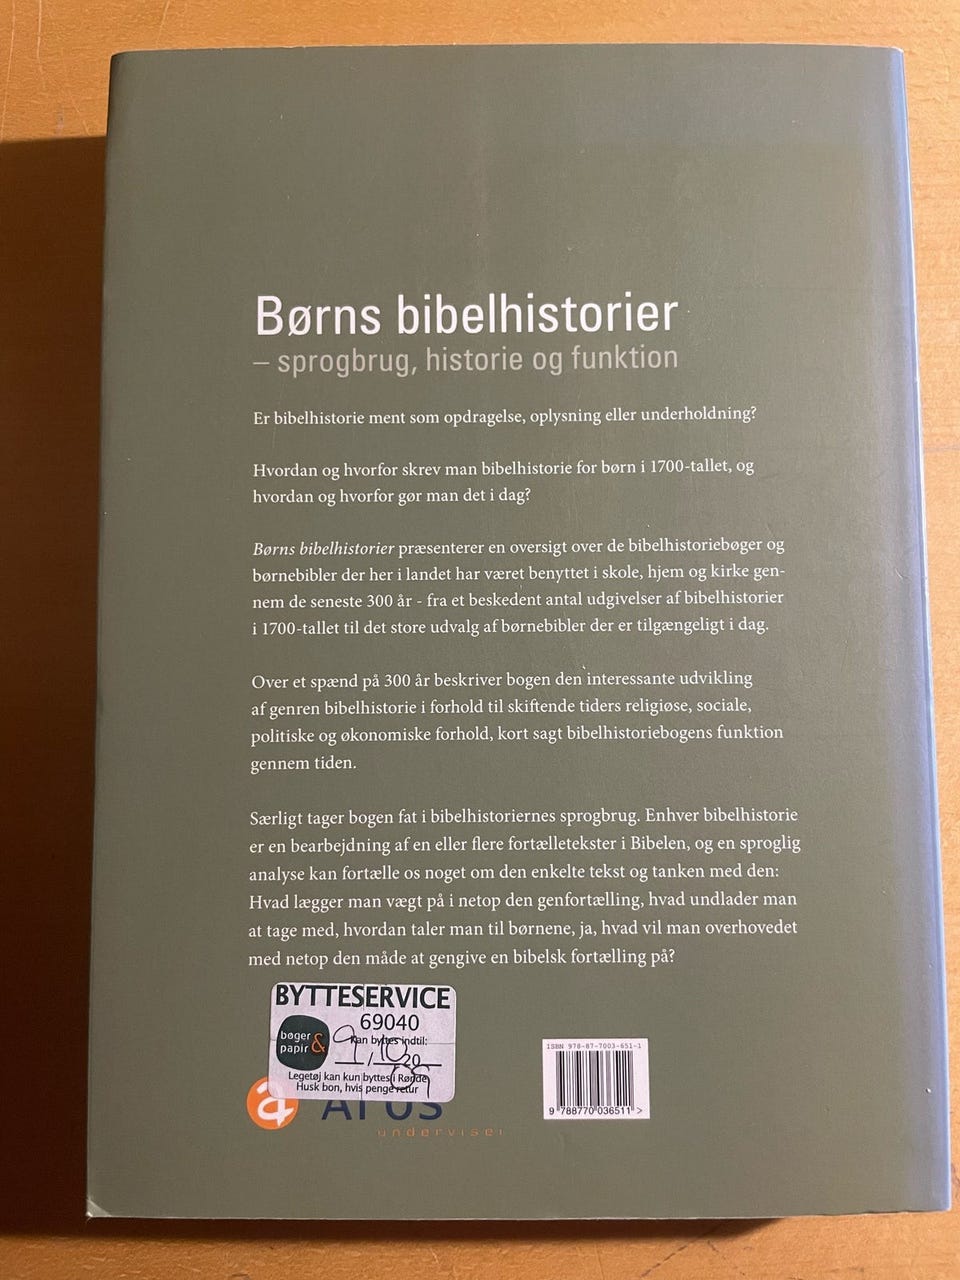 Børns bibelhistorier
– sprogbrug, historie og funktion
Er bibelhistorie ment som opdragelse, oplysning eller underholdning?
Hvordan og hvorfor skrev man bibelhistorie for børn i 1700-tallet, og
hvordan og hvorfor gør man det i dag?
Børns bibelhistorier præsenterer en oversigt over de bibelhistoriebøger og
børnebibler der her i landet har været benyttet i skole, hjem og kirke gen-
nem de seneste 300 år - fra et beskedent antal udgivelser af bibelhistorier
i 1700-tallet til det store udvalg af børnebibler der er tilgængeligt i dag.
Over et spænd på 300 år beskriver bogen den interessante udvikling
af genren bibelhistorie i forhold til skiftende tiders religiøse, sociale,
politiske og økonomiske forhold, kort sagt bibelhistoriebogens funktion
gennem tiden.
Særligt tager bogen fat i bibelhistoriernes sprogbrug. Enhver bibelhistorie
er en bearbejdning af en eller flere fortælletekster i Bibelen, og en sproglig
analyse kan fortælle os noget om den enkelte tekst og tanken med den:
Hvad lægger man vægt på i netop den genfortælling, hvad undlader man
at tage med, hvordan taler man til børnene, ja, hvad vil man overhovedet
med netop den måde at gengive en bibelsk fortælling på?
BYTTESERVICE
69040
bøger &
papir
Kan byttes indtil:
20
Legetøj kan kun byttes i Rønde
Husk bon, hvis penge retur
a
ISBN 978-87-7003-651-1
9 788770 036511 >